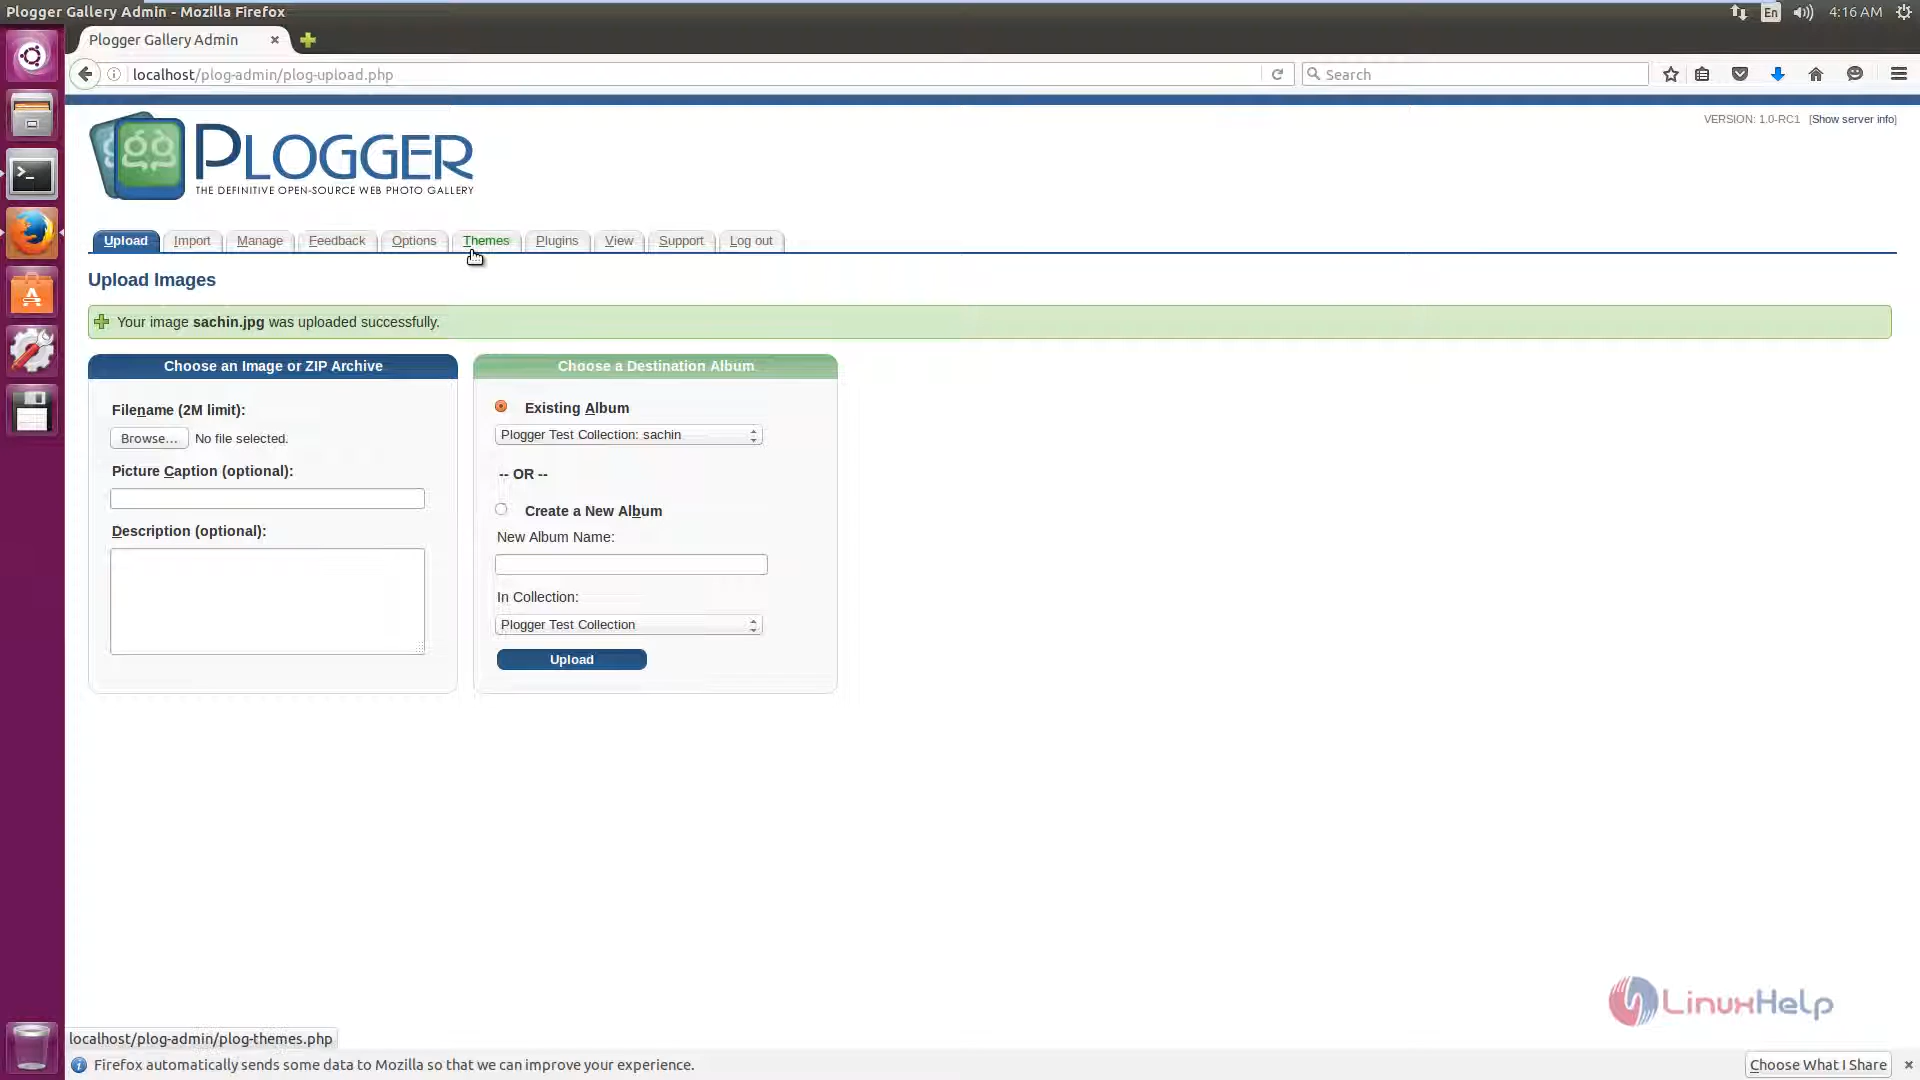 Plogger Gallery Admin - Mozilla Firefox
En
4:16 AM
Plogger Gallery Admin
localhost/plog-admin/plog-upload.php
Search
PLOGGER
THE DEFINITIVE OPEN-SOURCE WEB PHOTO GALLERY
VERSION: 1.0-RC1 [Show server info]
Upload Import Manage Feedback Options Themes Plugins View Support Log out
Upload Images
Your image sachin.jpg was uploaded successfully.
Choose an Image or ZIP Archive
Filename (2M limit):
Browse... No file selected.
Picture Caption (optional):
Description (optional):
Choose a Destination Album
Existing Album
Plogger Test Collection: sachin
-- OR --
Create a New Album
New Album Name:
In Collection:
Plogger Test Collection
Upload
LinuxHelp
localhost/plog-admin/plog-themes.php
Firefox automatically sends some data to Mozilla so that we can improve your experience.
Choose What I Share